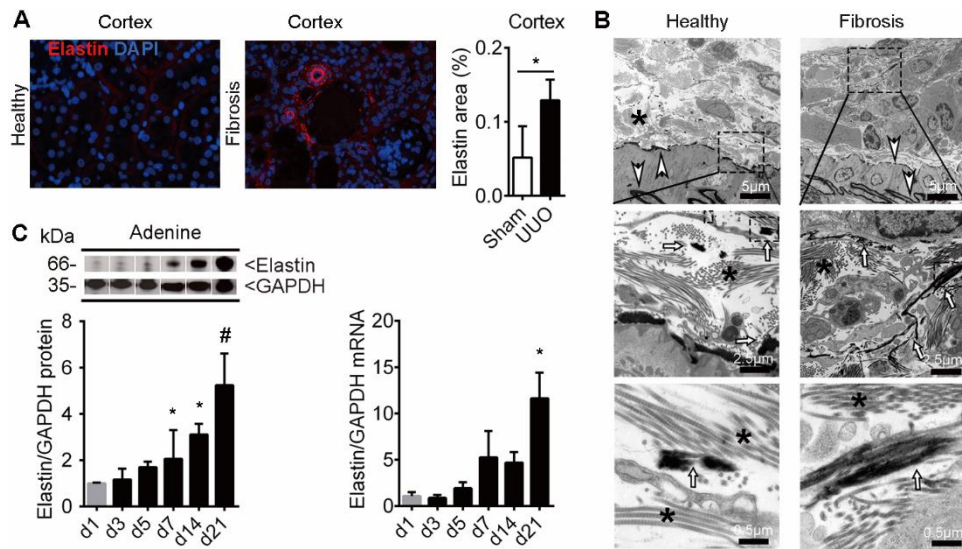 A
Cortex
Cortex
Cortex
Elastin DAPI
Healthy
Fibrosis
Elastin area (%)
0.2
0.1
0.0
*
Sham
UUO
B
Healthy
Fibrosis
*
5µm
5µm
*
2.5µm
*
2.5µm
*
*
0.5µm
*
0.5µm
C
kDa
Adenine
66-
<Elastin
35-
<GAPDH
Elastin/GAPDH protein
8
6
4
2
0
*
*
#
d1
d3
d5
d7
d14
d21
Elastin/GAPDH mRNA
20
15
10
5
0
*
d1
d3
d5
d7
d14
d21